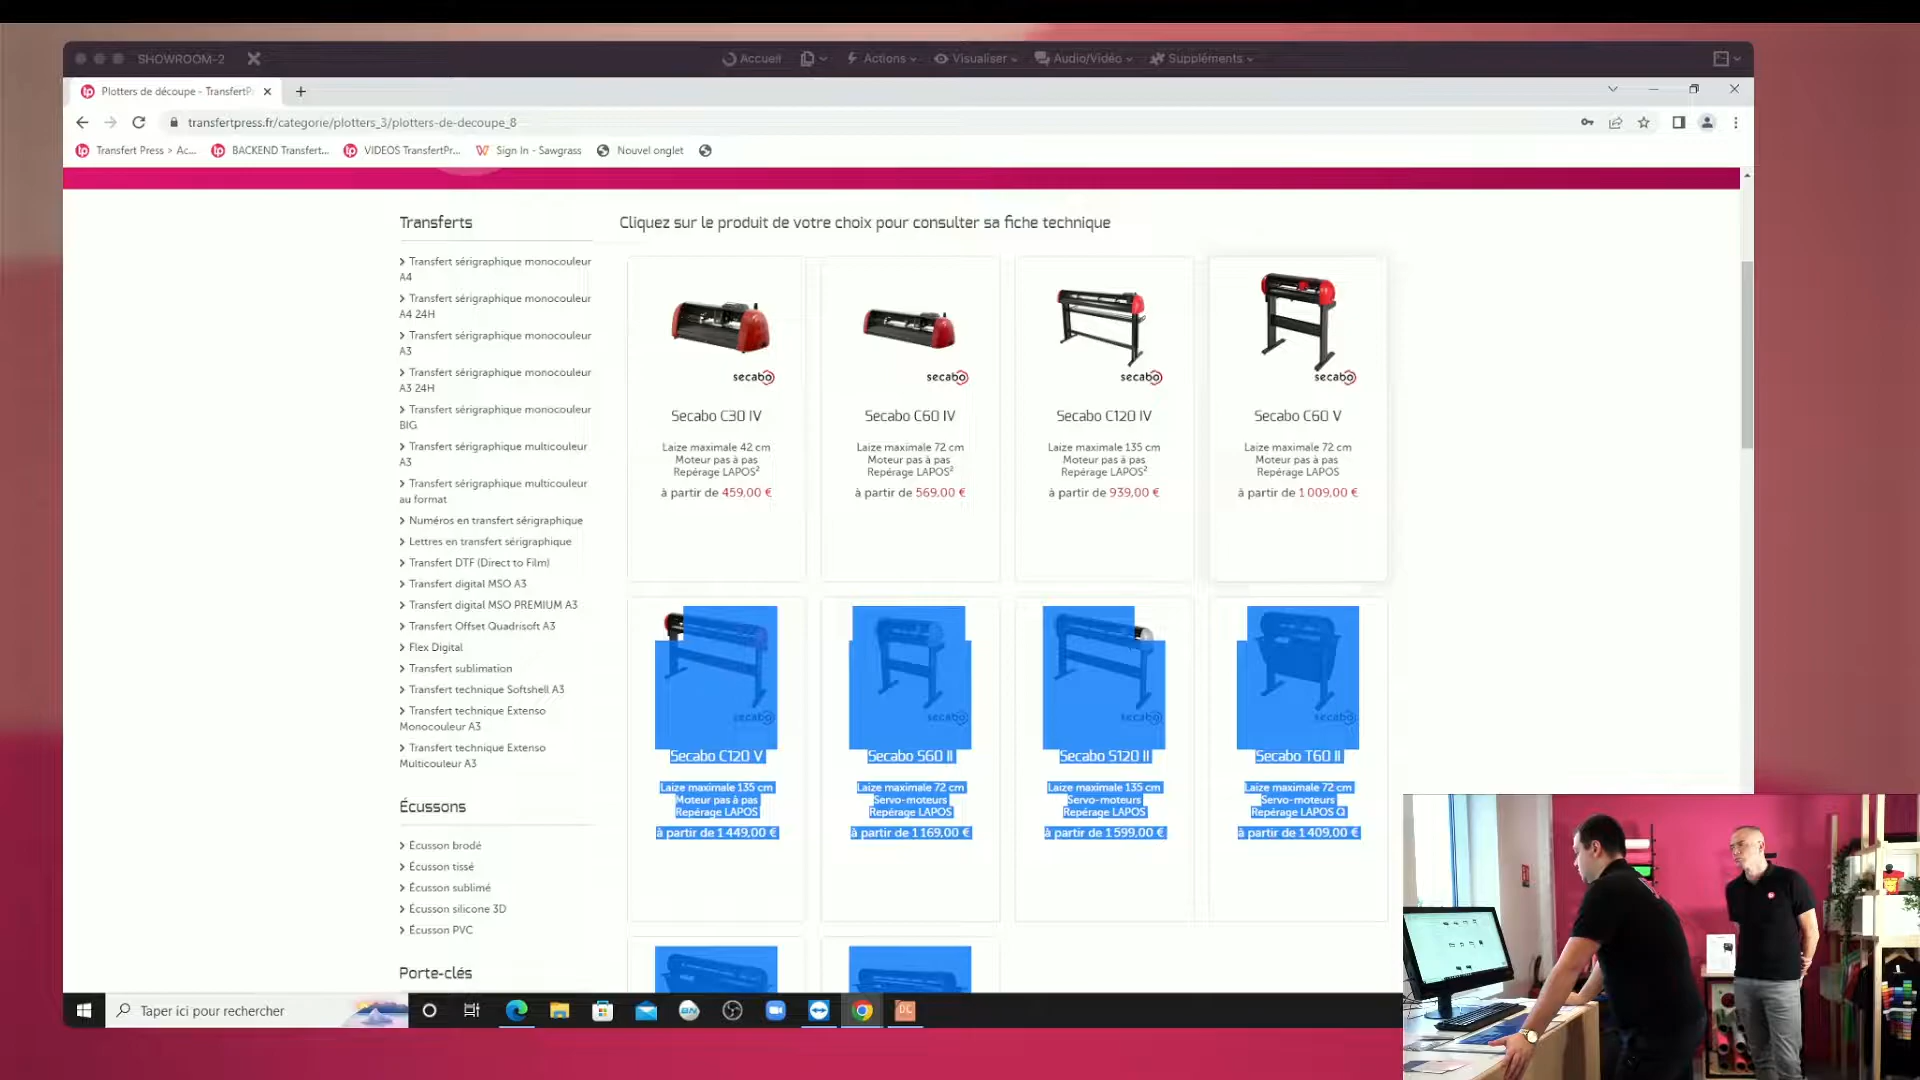 SHOWROOM-2
Accueil
Actions
Visualiser
Audio/Vidéo
Suppléments
Plotters de découpe - TransfertP
transfertpress.fr/categorie/plotters_3/plotters-de-decoupe_8
Transfert Press > Ac...
BACKEND Transfert...
VIDEOS TransfertPr...
Sign In - Sawgrass
Nouvel onglet
Transferts
Transfert sérigraphique monocouleur
A4
Transfert sérigraphique monocouleur
A4 24H
Transfert sérigraphique monocouleur
A3
Transfert sérigraphique monocouleur
A3 24H
Transfert sérigraphique monocouleur
BIG
Transfert sérigraphique multicouleur
A3
Transfert sérigraphique multicouleur
au format
Numéros en transfert sérigraphique
Lettres en transfert sérigraphique
Transfert DTF (Direct to Film)
Transfert digital MSO A3
Transfert digital MSO PREMIUM A3
Transfert Offset Quadrisoft A3
Flex Digital
Transfert sublimation
Transfert technique Softshell A3
Transfert technique Extenso
Monocouleur A3
Transfert technique Extenso
Multicouleur A3
Écussons
Écusson brodé
Écusson tissé
Écusson sublimé
Écusson silicone 3D
Écusson PVC
Porte-clés
Cliquez sur le produit de votre choix pour consulter sa fiche technique
secabo
Secabo C30 IV
Laize maximale 42 cm
Moteur pas à pas
Repérage LAPOS²
à partir de 459,00 €
secabo
Secabo C60 IV
Laize maximale 72 cm
Moteur pas à pas
Repérage LAPOS²
à partir de 569,00 €
secabo
Secabo C120 IV
Laize maximale 135 cm
Moteur pas à pas
Repérage LAPOS²
à partir de 939,00 €
secabo
Secabo C60 V
Laize maximale 72 cm
Moteur pas à pas
Repérage LAPOS
à partir de 1 009,00 €
secabo
Secabo C120 V
Laize maximale 135 cm
Moteur pas à pas
Repérage LAPOS
à partir de 1 449,00 €
secabo
Secabo S60 II
Laize maximale 72 cm
Servo-moteurs
Repérage LAPOS
à partir de 1 169,00 €
secabo
Secabo S120 II
Laize maximale 135 cm
Servo-moteurs
Repérage LAPOS
à partir de 1 599,00 €
secabo
Secabo T60 II
Laize maximale 72 cm
Servo-moteurs
Repérage LAPOS Q
à partir de 1 409,00 €
Taper ici pour rechercher
DC